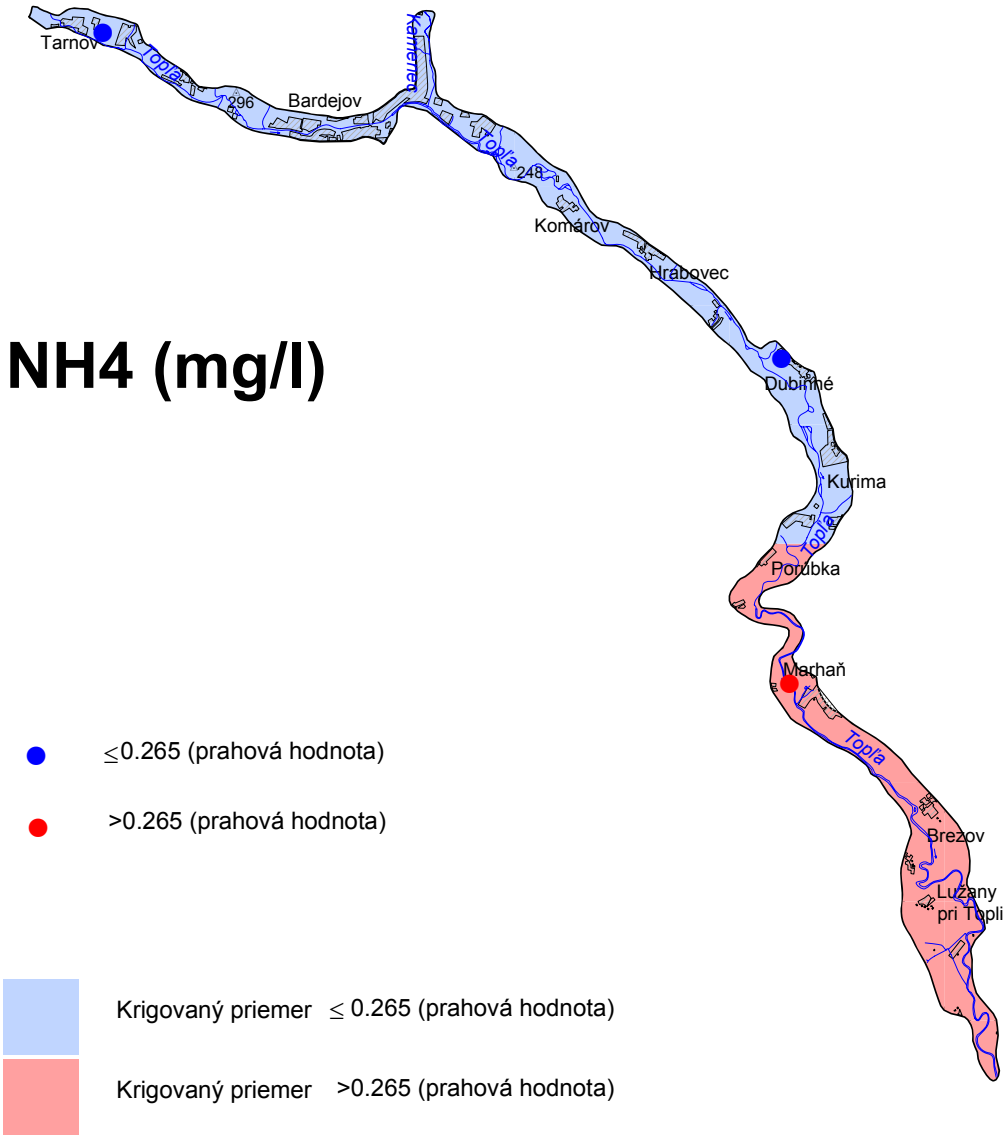 Tarnov
Topľa
296
Bardejov
Kamenec
Topľa
248
Komárov
Hrabovec
NH4 (mg/l)
Dubinné
Kurima
Topľa
Porúbka
Marhaň
Topľa
≤0.265 (prahová hodnota)
>0.265 (prahová hodnota)
Brezov
Lužany
pri Topli
Krigovaný priemer ≤ 0.265 (prahová hodnota)
Krigovaný priemer >0.265 (prahová hodnota)